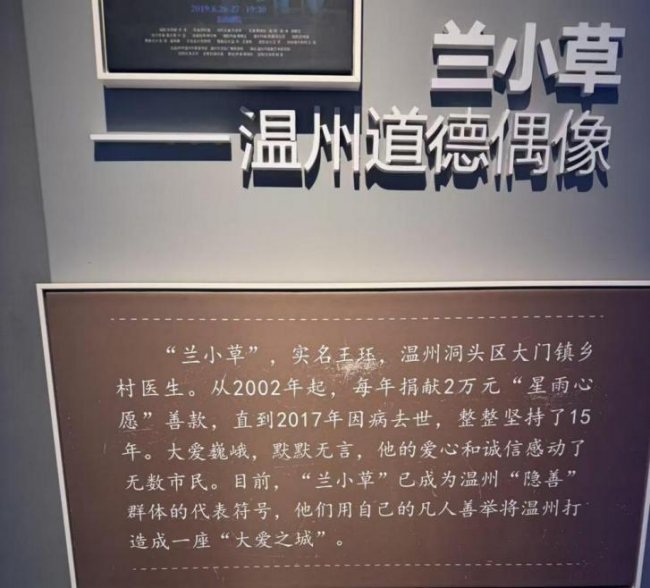 2019.6.26-27 19:30
兰小草
——温州道德偶像
“兰小草”，实名王珏，温州洞头区大门镇乡
村医生。从2002年起，每年捐献2万元“星雨心
愿”善款，直到2017年因病去世，整整坚持了15
年。大爱巍峨，默默无言，他的爱心和诚信感动了
无数市民。目前，“兰小草”已成为温州“隐善”
群体的代表符号，他们用自己的凡人善举将温州打
造成一座“大爱之城”。